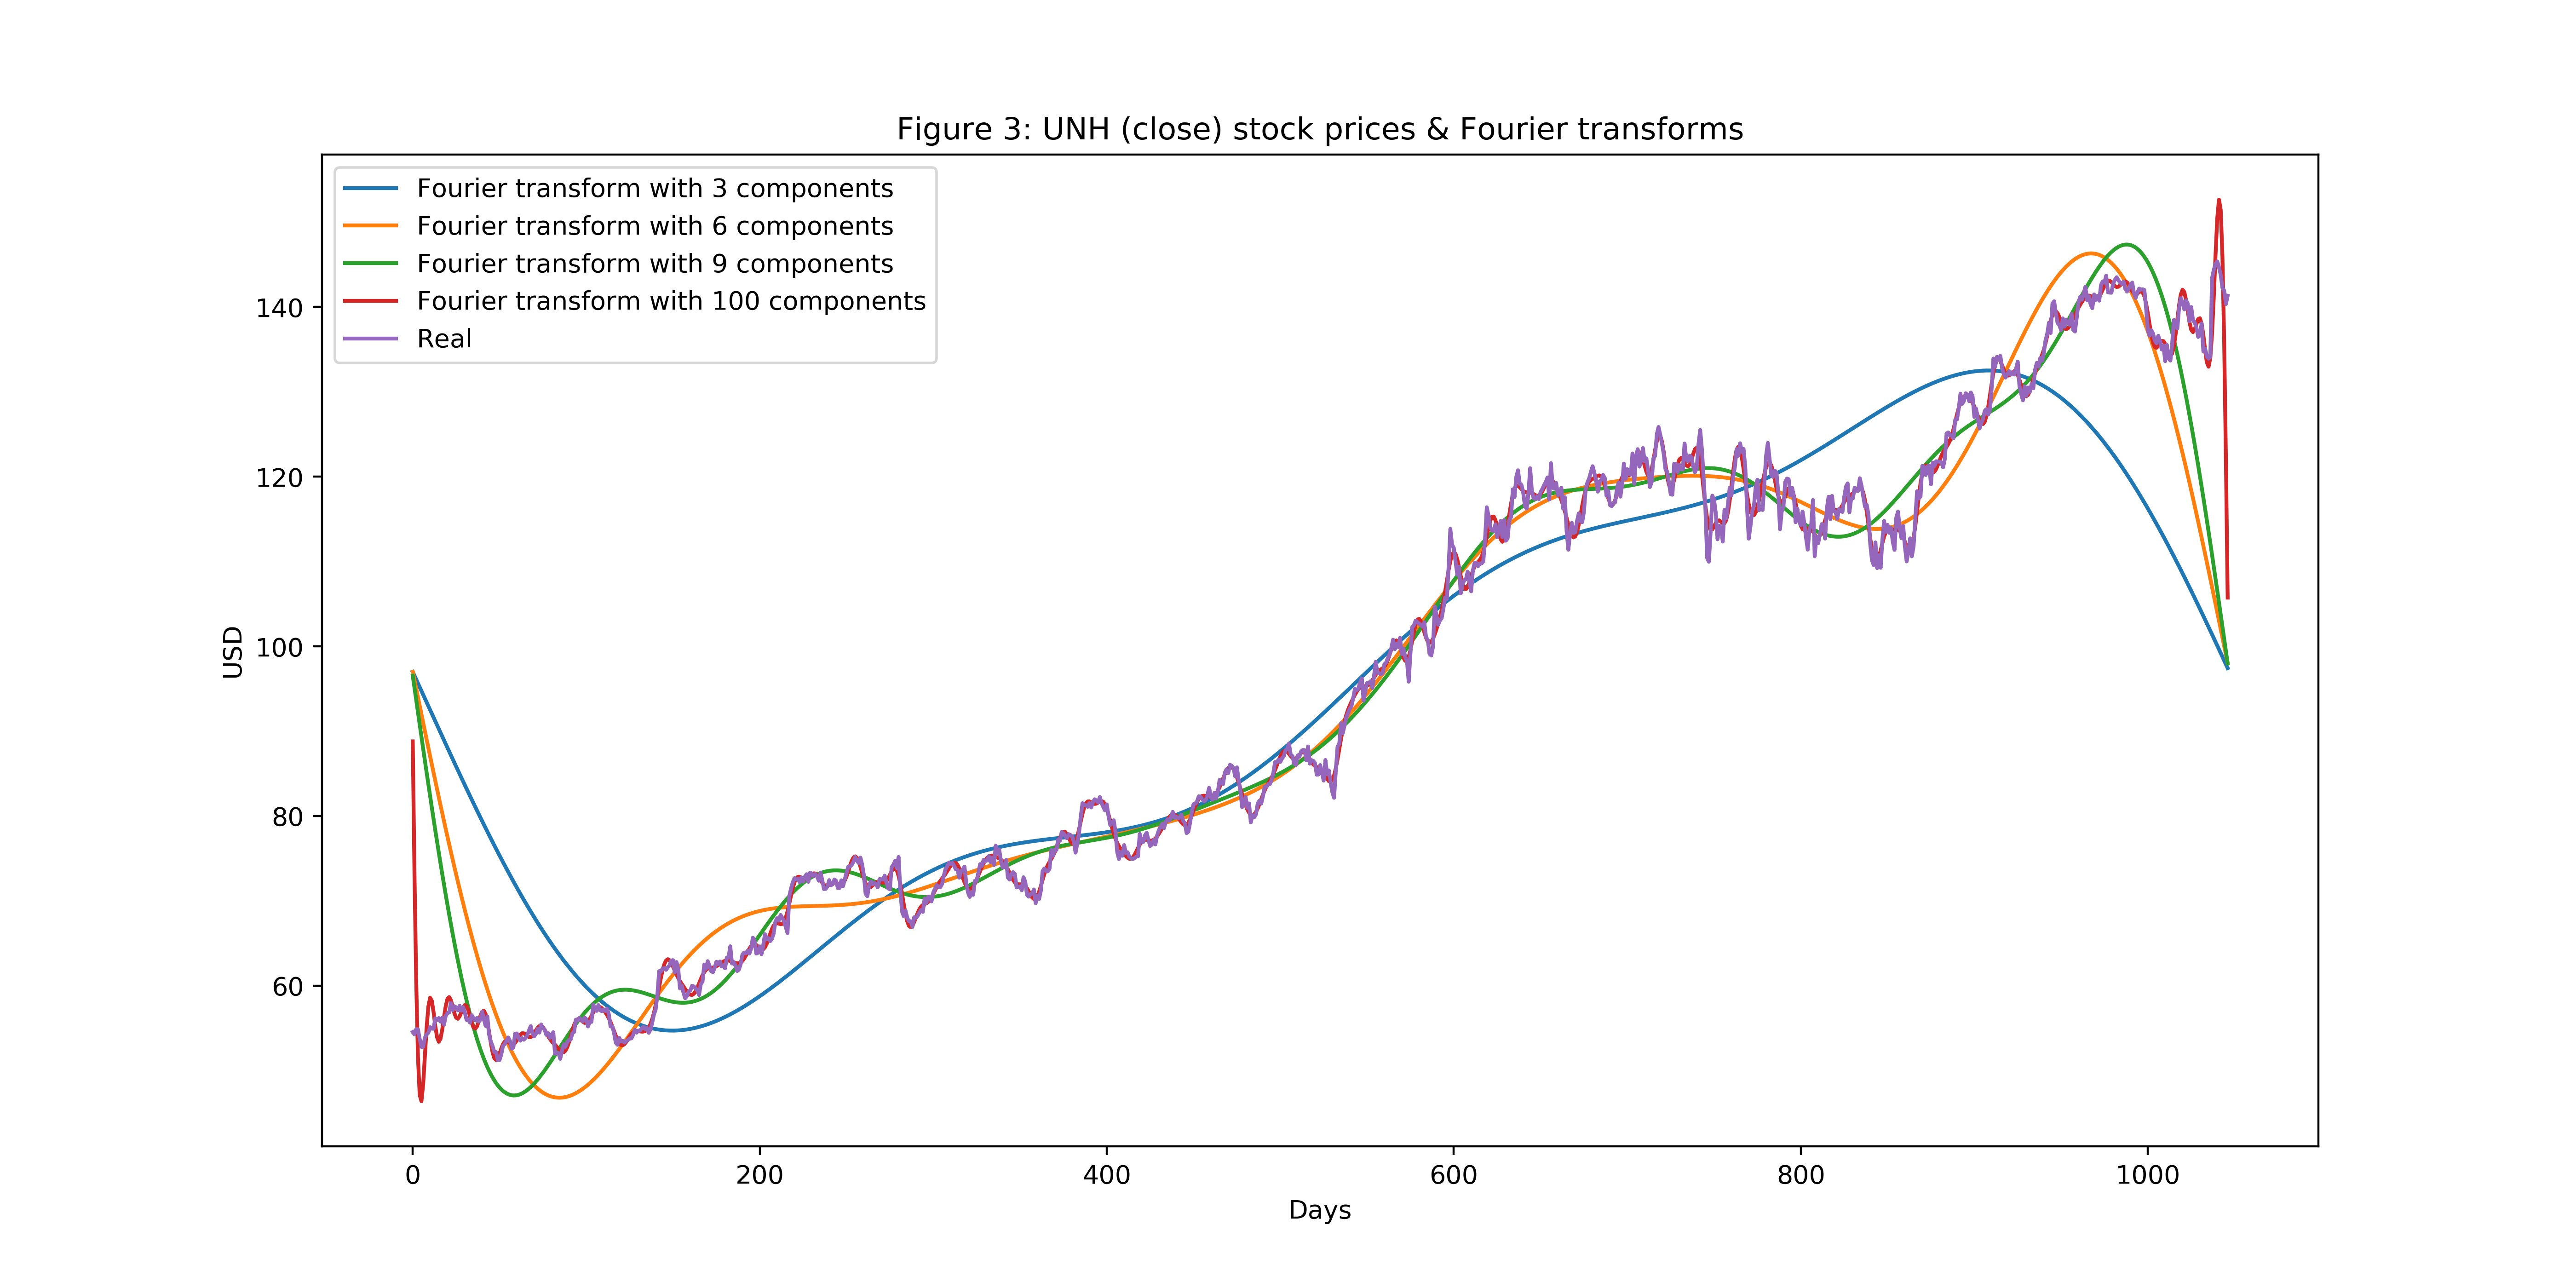 Figure 3: UNH (close) stock prices & Fourier transforms
Fourier transform with 3 components
Fourier transform with 6 components
Fourier transform with 9 components
Fourier transform with 100 components
Real
140
120
100
80
60
USD
0 200 400 600 800 1000
Days